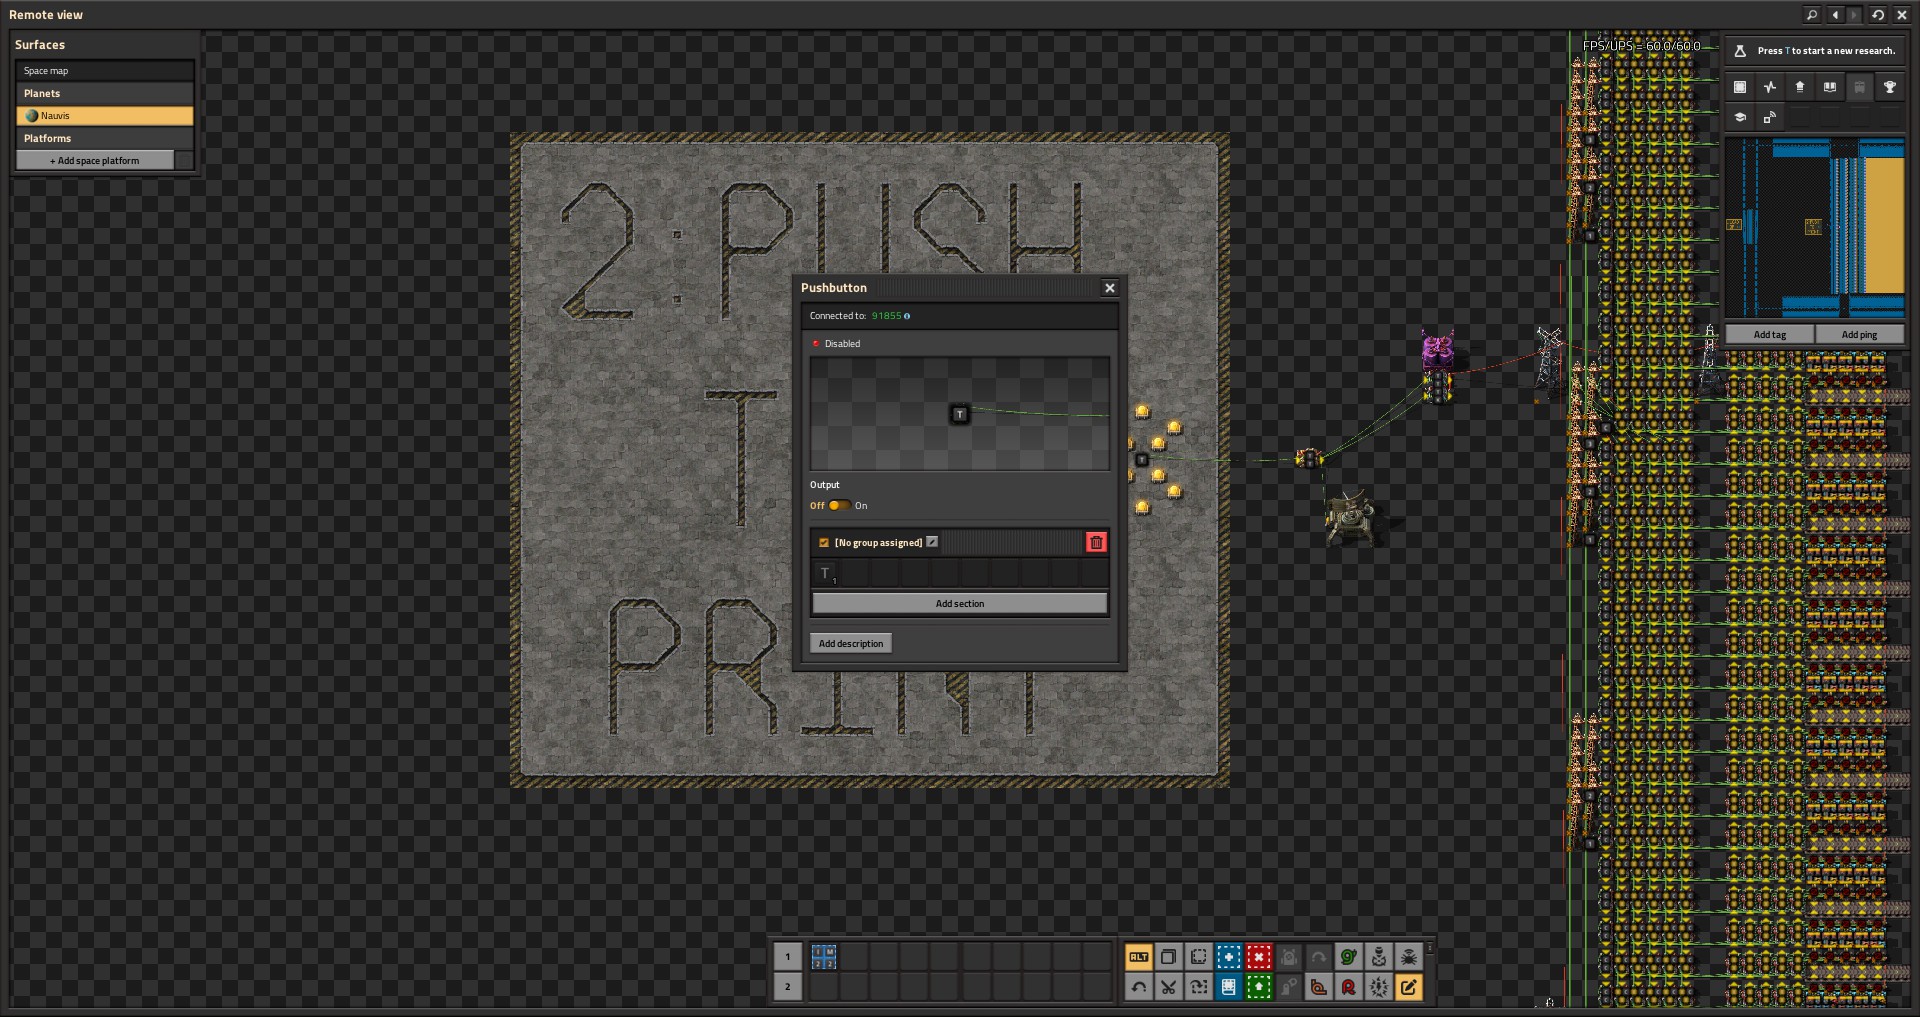 Remote view
Surfaces
Space map
Planets
Nauvis
Platforms
+ Add space platform
FPS/UPS = 60.0/60.0
Press T to start a new research.
Add tag
Add ping
2:PUSH
T
PRINT
Pushbutton
Connected to: 91855
Disabled
T
Output
Off On
[No group assigned]
T 1
Add section
Add description
1
2
ALT